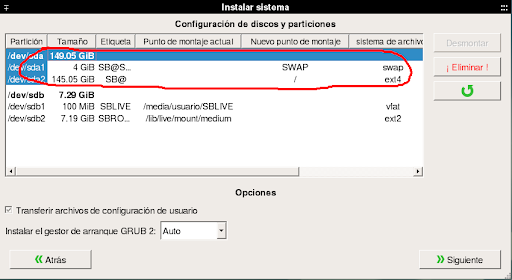 Instalar sistema
Configuración de discos y particiones
Partición Tamaño Etiqueta Punto de montaje actual Nuevo punto de montaje sistema de archivo
/dev/sda 149.05 GiB
/dev/sda1 4 GiB SB@S... SWAP swap
/dev/sda2 145.05 GiB SB@ / ext4
/dev/sdb 7.29 GiB
/dev/sdb1 100 MiB SBLIVE /media/usuario/SBLIVE vfat
/dev/sdb2 7.19 GiB SBRO... /lib/live/mount/medium ext2
Desmontar
¡ Eliminar !
Opciones
Transferir archivos de configuración de usuario
Instalar el gestor de arranque GRUB 2: Auto
Atrás
Siguiente